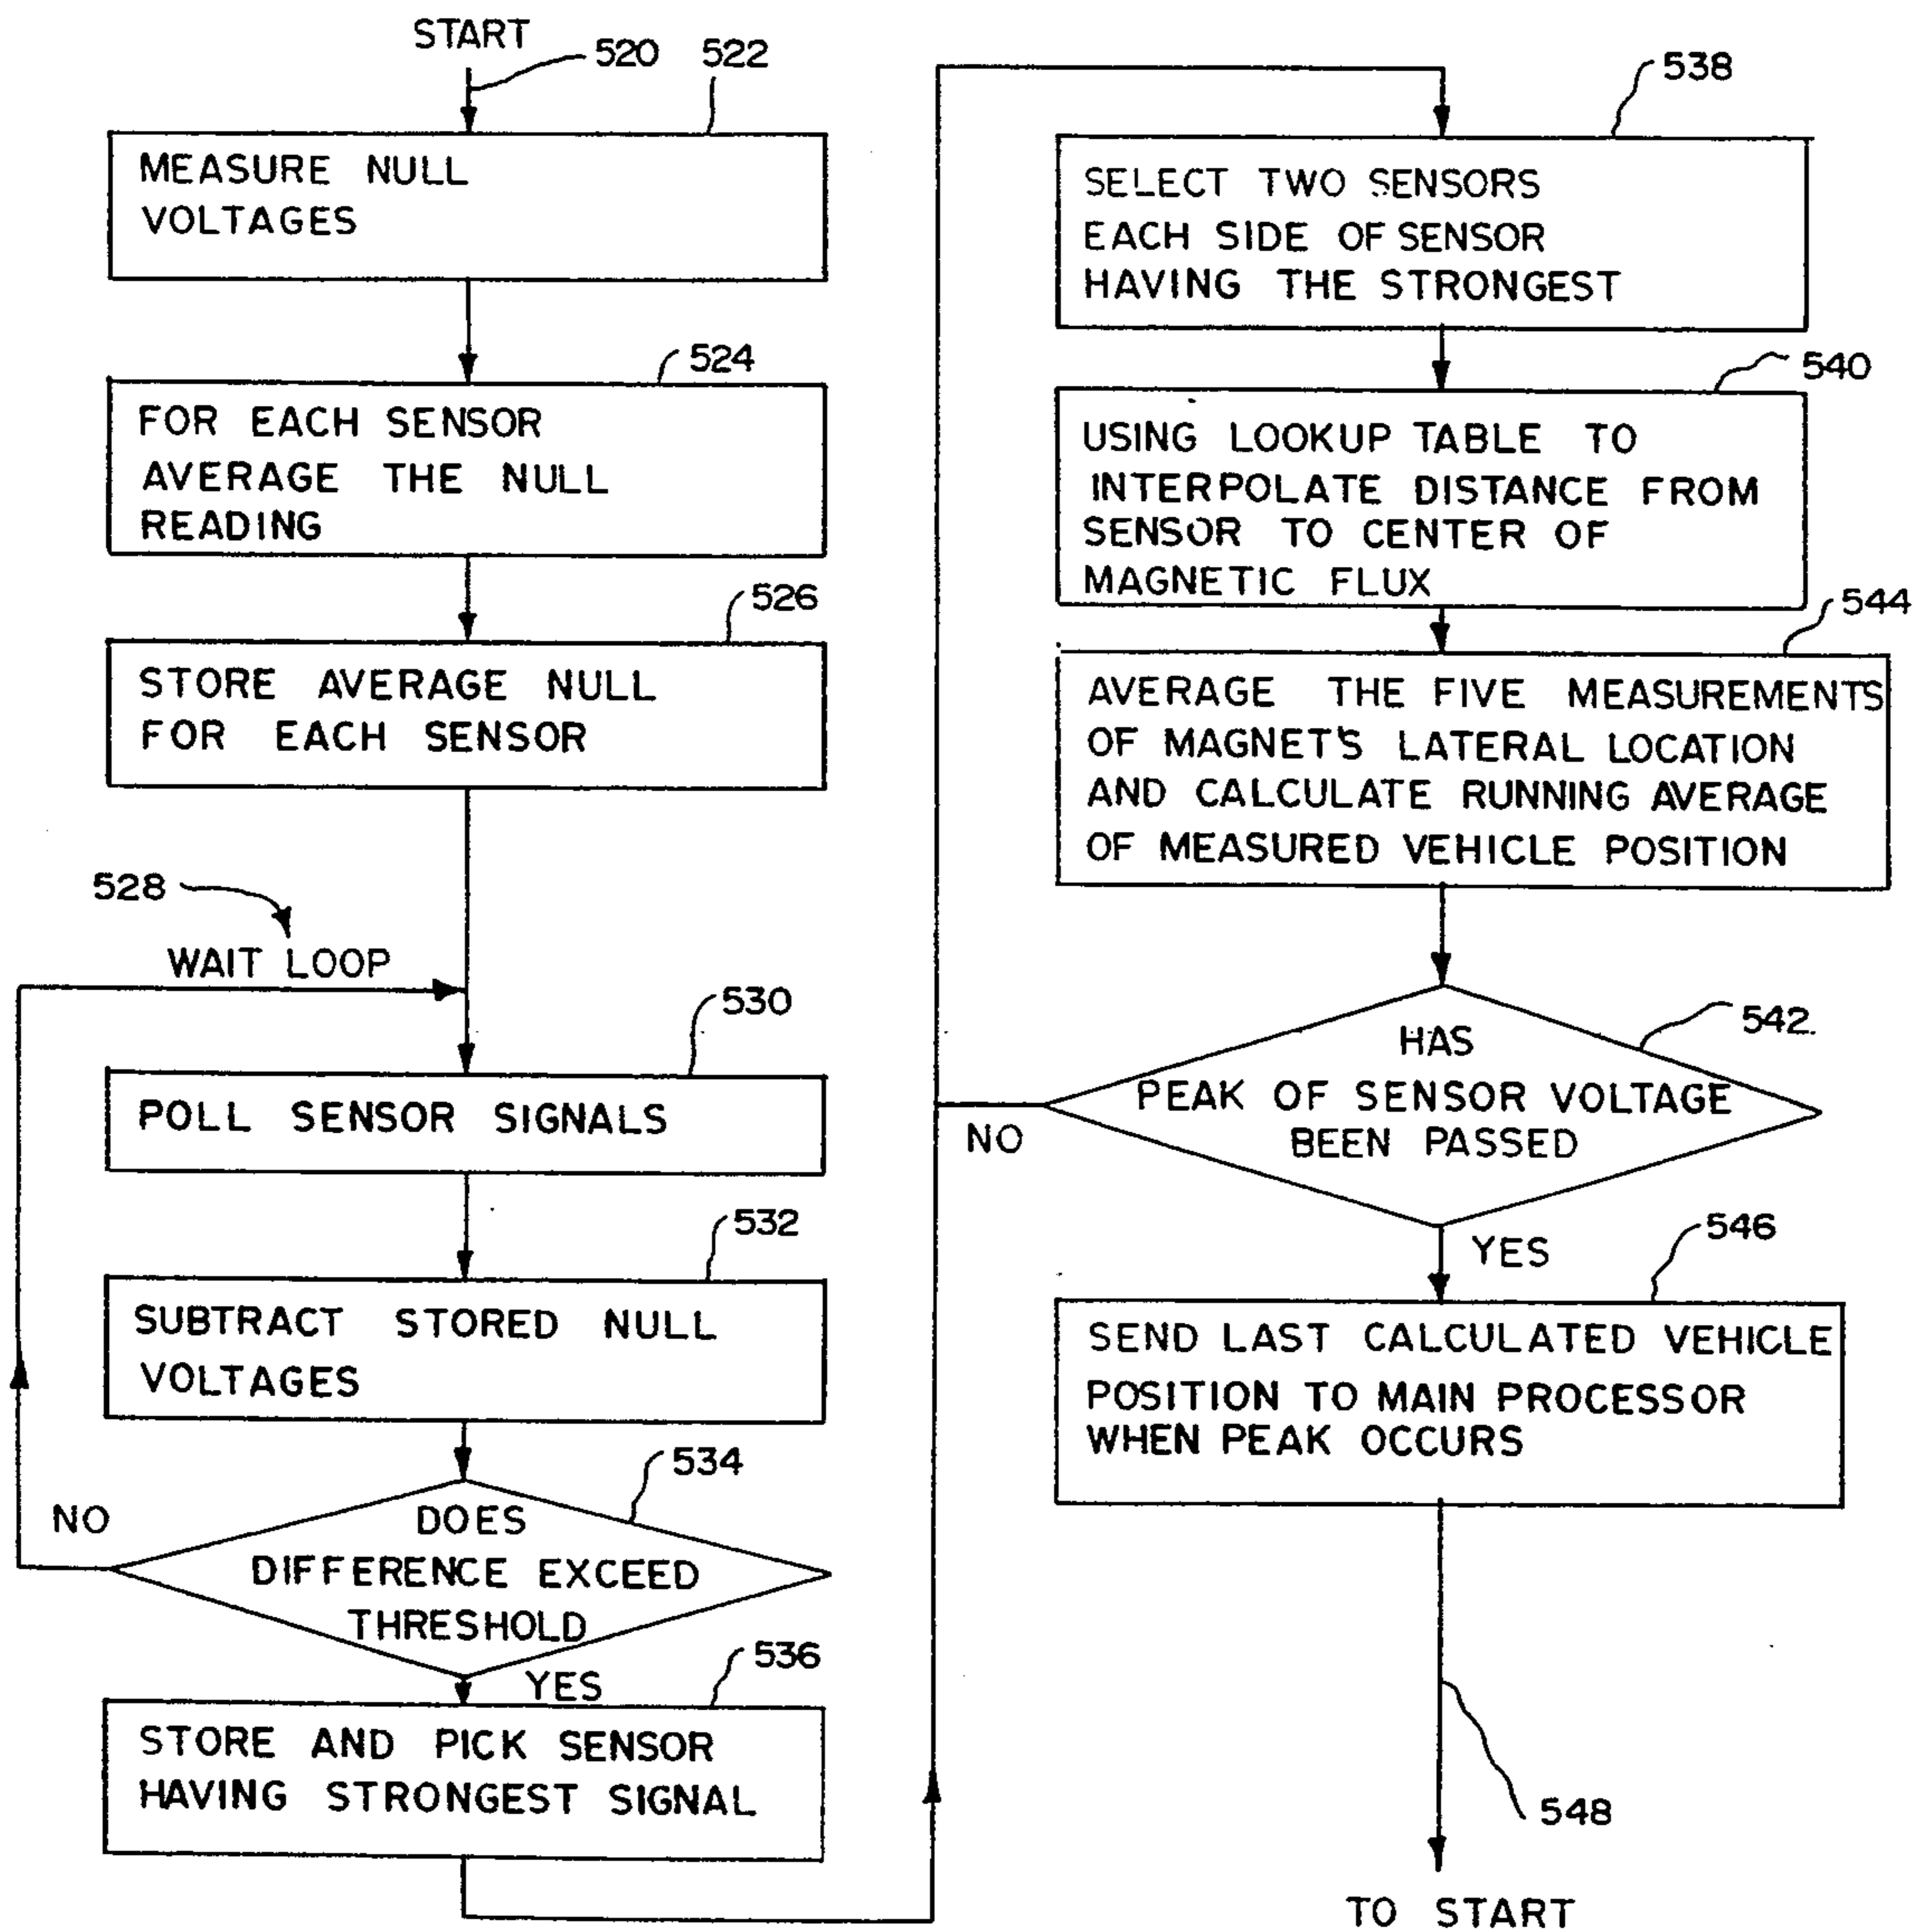 START
520
522
MEASURE NULL
VOLTAGES
524
FOR EACH SENSOR
AVERAGE THE NULL
READING
526
STORE AVERAGE NULL
FOR EACH SENSOR
528
WAIT LOOP
530
POLL SENSOR SIGNALS
532
SUBTRACT STORED NULL
VOLTAGES
534
NO
DOES
DIFFERENCE EXCEED
THRESHOLD
YES
536
STORE AND PICK SENSOR
HAVING STRONGEST SIGNAL
538
SELECT TWO SENSORS
EACH SIDE OF SENSOR
HAVING THE STRONGEST
540
USING LOOKUP TABLE TO
INTERPOLATE DISTANCE FROM
SENSOR TO CENTER OF
MAGNETIC FLUX
544
AVERAGE THE FIVE MEASUREMENTS
OF MAGNET'S LATERAL LOCATION
AND CALCULATE RUNNING AVERAGE
OF MEASURED VEHICLE POSITION
542
HAS
PEAK OF SENSOR VOLTAGE
BEEN PASSED
NO
YES
546
SEND LAST CALCULATED VEHICLE
POSITION TO MAIN PROCESSOR
WHEN PEAK OCCURS
548
TO START